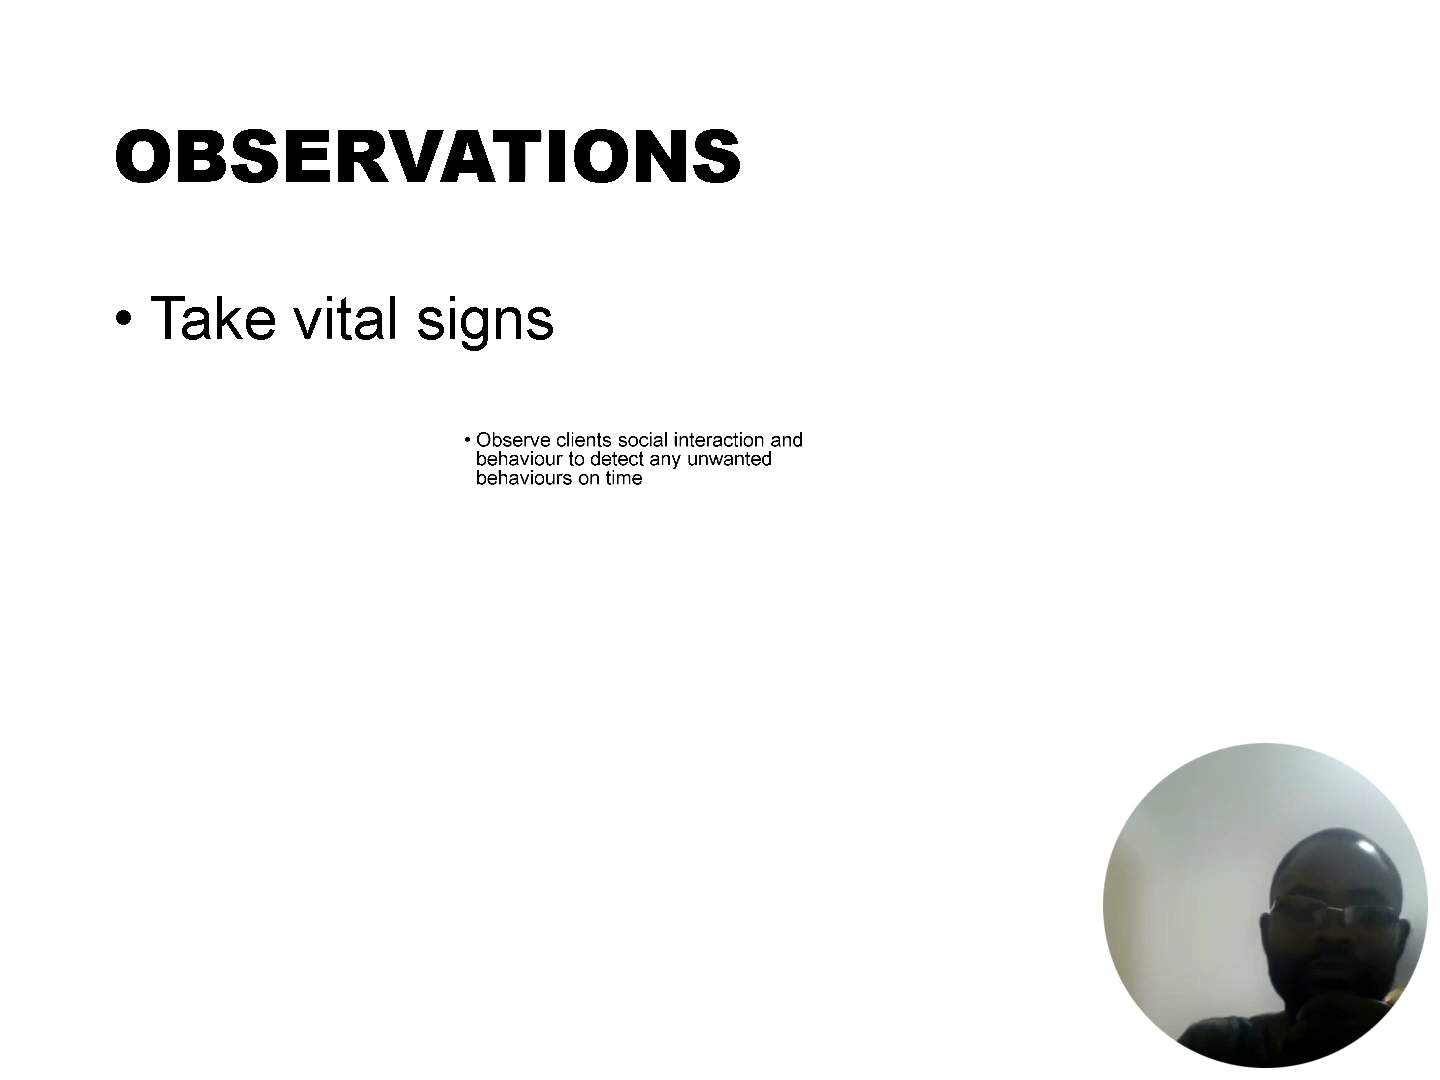 OBSERVATIONS
• Take vital signs
• Observe clients social interaction and
behaviour to detect any unwanted
behaviours on time